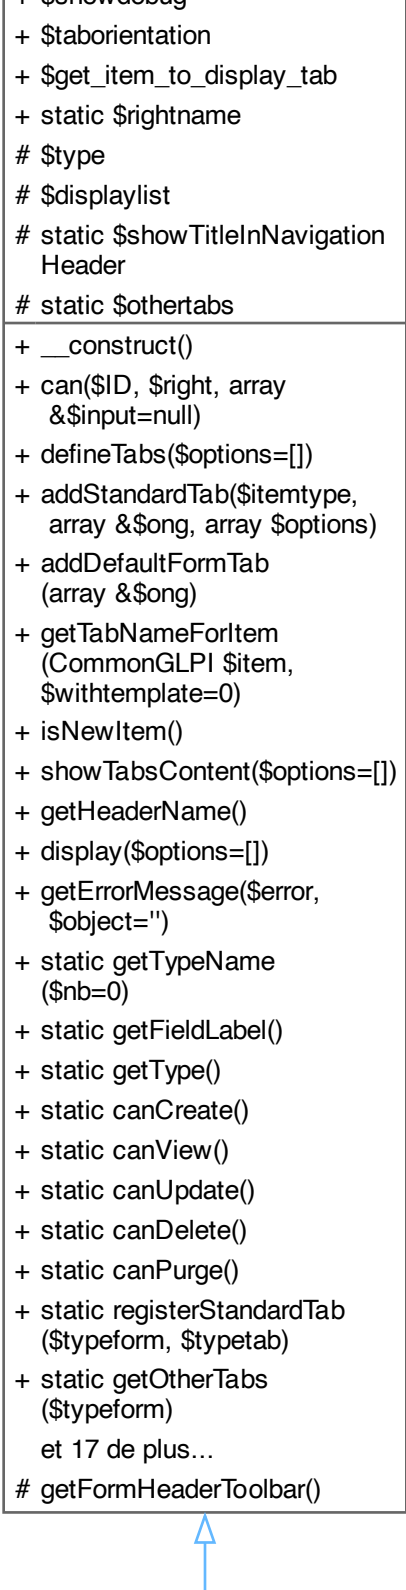 + $showdebug
+ $taborientation
+ $get_item_to_display_tab
+ static $rightname
# $type
# $displaylist
# static $showTitleInNavigation
Header
# static $othertabs
+ __construct()
+ can($ID, $right, array
&$input=null)
+ defineTabs($options=[])
+ addStandardTab($itemtype,
array &$ong, array $options)
+ addDefaultFormTab
(array &$ong)
+ getTabNameForItem
(CommonGLPI $item,
$withtemplate=0)
+ isNewItem()
+ showTabsContent($options=[])
+ getHeaderName()
+ display($options=[])
+ getErrorMessage($error,
$object='')
+ static getTypeName
($nb=0)
+ static getFieldLabel()
+ static getType()
+ static canCreate()
+ static canView()
+ static canUpdate()
+ static canDelete()
+ static canPurge()
+ static registerStandardTab
($typeform, $typetab)
+ static getOtherTabs
($typeform)
et 17 de plus...
# getFormHeaderToolbar()